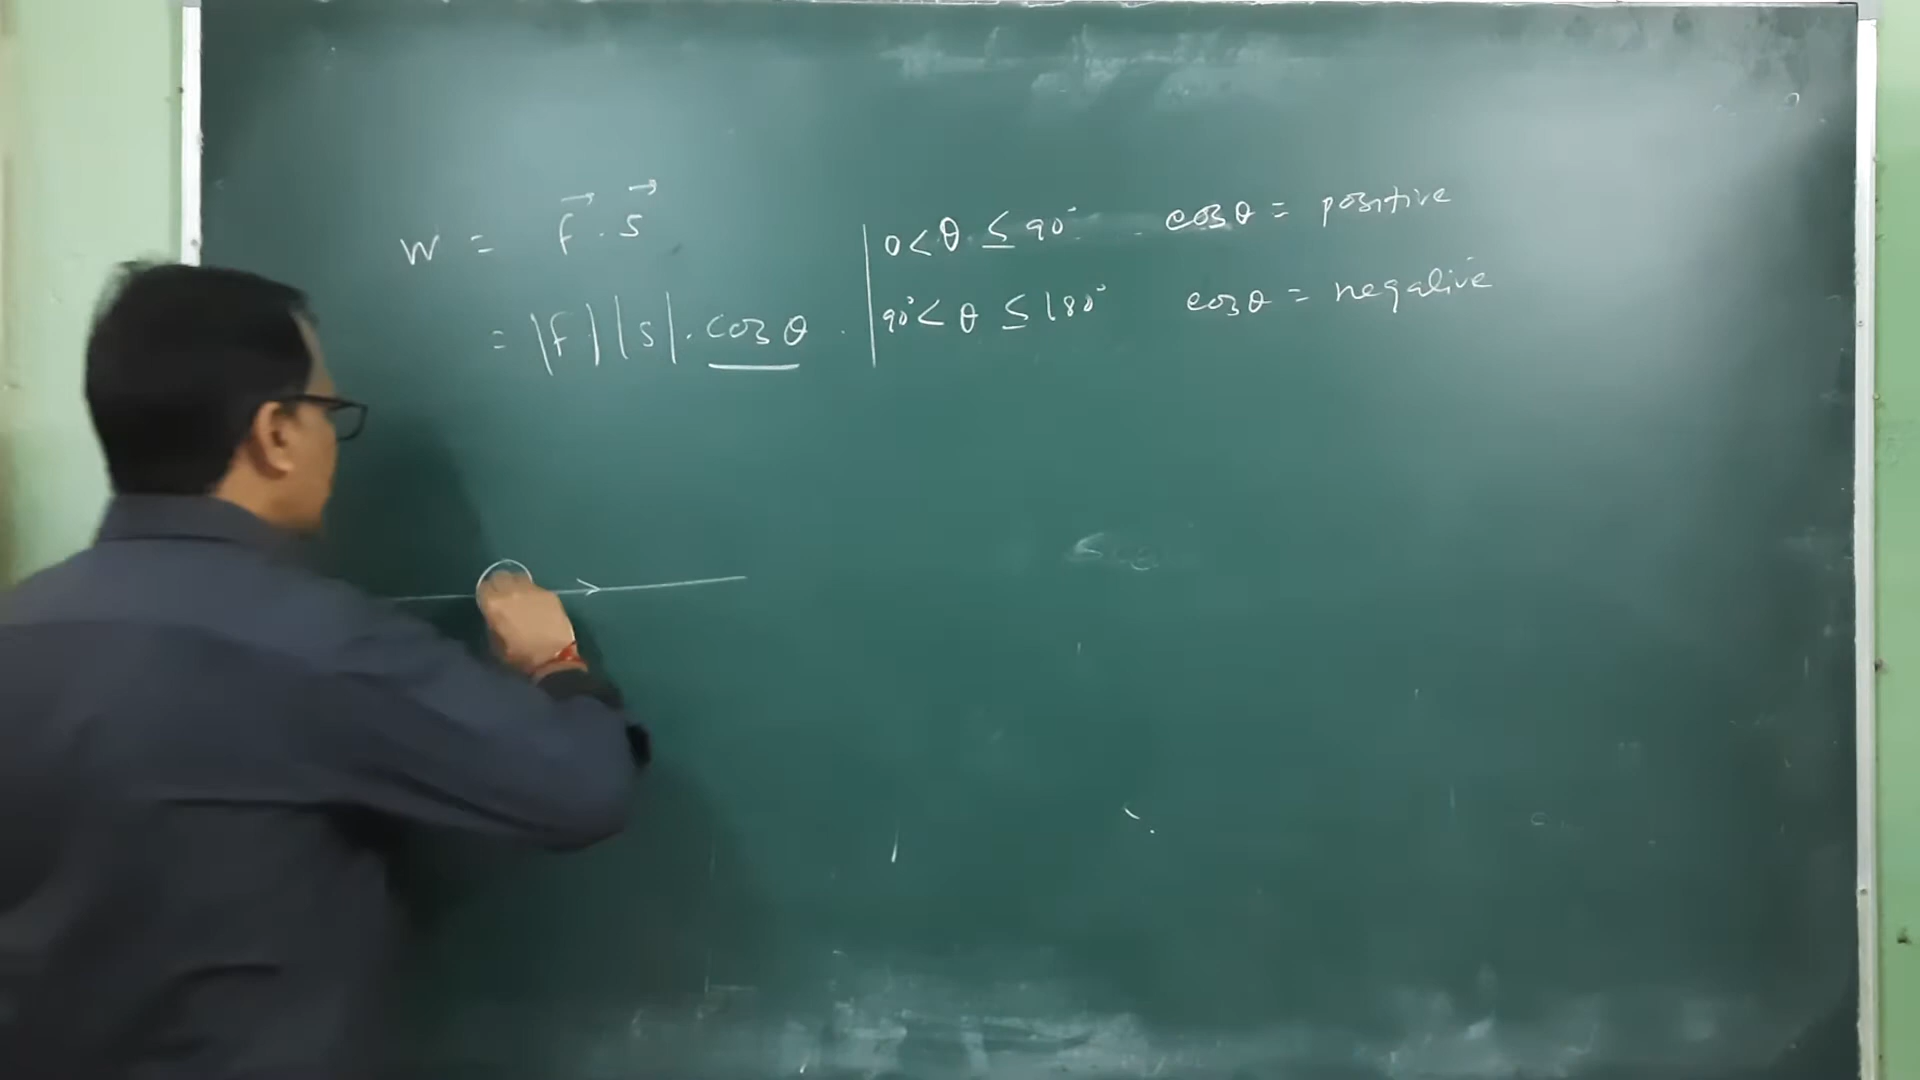 W = F⃗ . S⃗
= |F| |S| . cos θ .
0 < θ ≤ 90° cos θ = positive
90° < θ ≤ 180° cos θ = negative